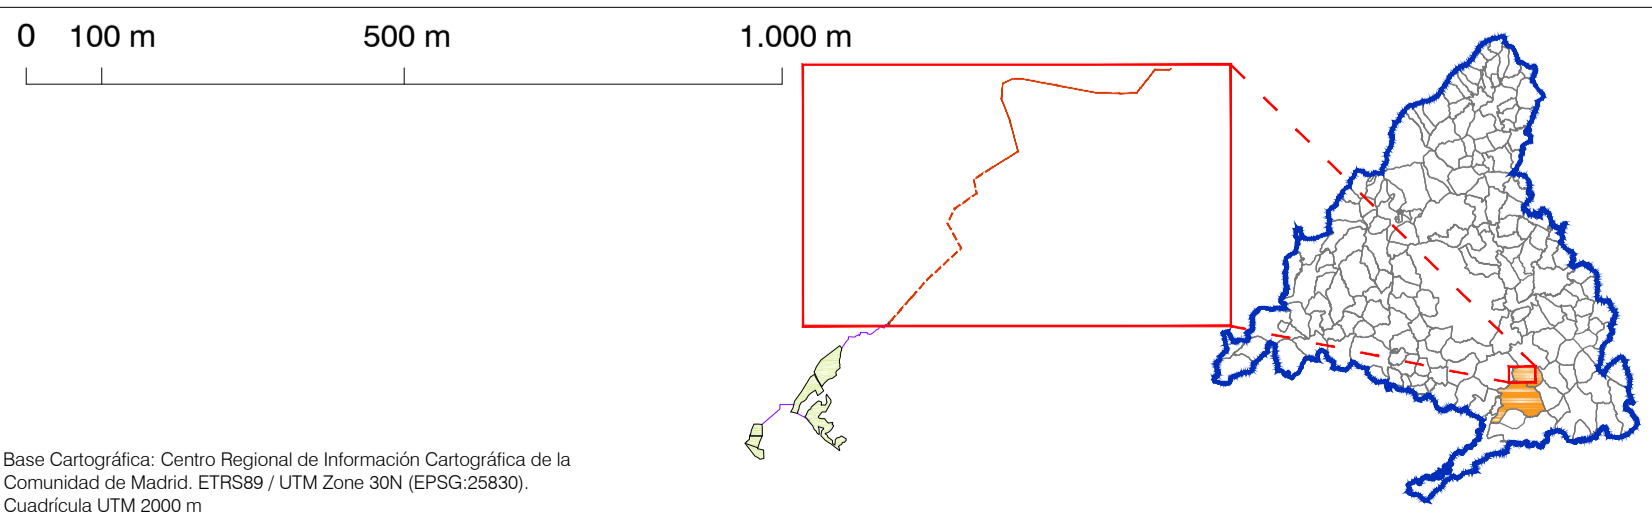 0 100 m 500 m 1.000 m
Base Cartográfica: Centro Regional de Información Cartográfica de la
Comunidad de Madrid. ETRS89 / UTM Zone 30N (EPSG:25830).
Cuadrícula UTM 2000 m